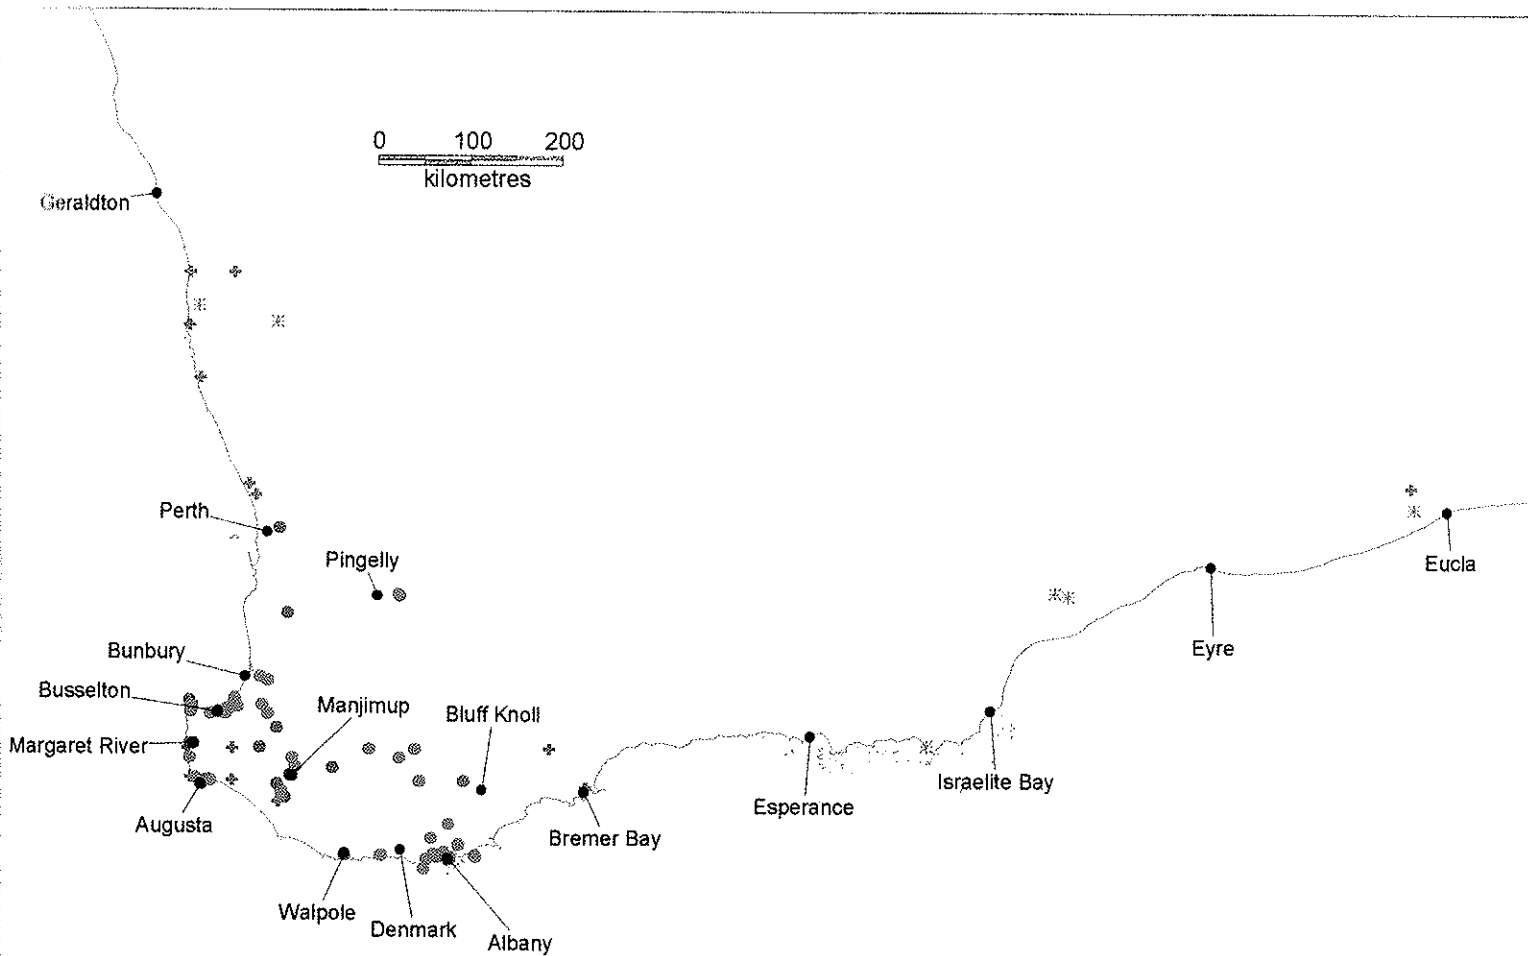 0 100 200
kilometres
Geraldton
Perth
Pingelly
Eucla
Eyre
Bunbury
Busselton
Manjimup
Bluff Knoll
Margaret River
Israelite Bay
Esperance
Augusta
Bremer Bay
Walpole
Denmark
Albany